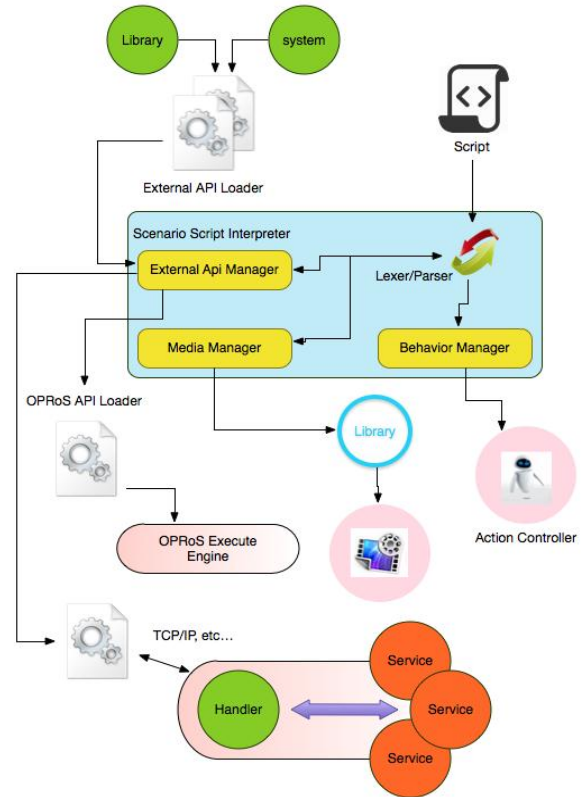 Library
system
External API Loader
Script
Scenario Script Interpreter
External Api Manager
Lexer/Parser
Media Manager
Behavior Manager
OPRoS API Loader
Library
Action Controller
OPRoS Execute
Engine
TCP/IP, etc...
Service
Handler
Service
Service